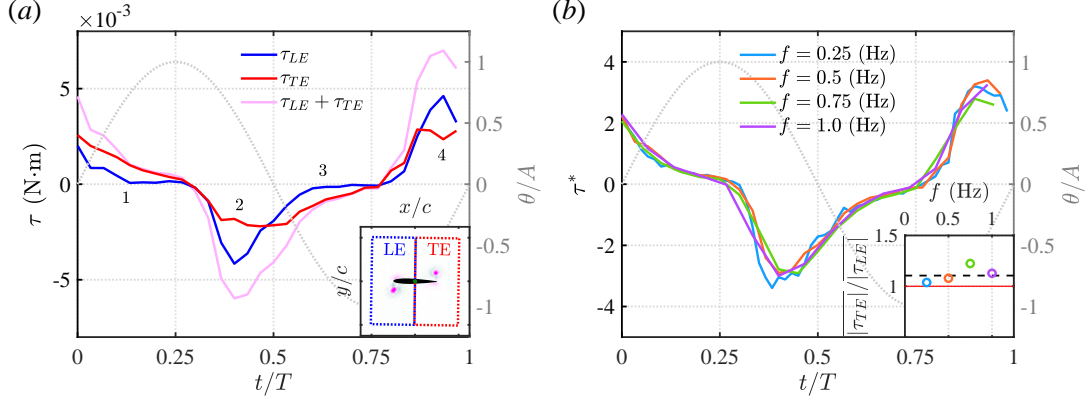 (a)
×10⁻³
τ_LE
τ_TE
τ_LE + τ_TE
5
0
-5
τ (N·m)
1
2
3
4
1
0.5
0
-0.5
-1
θ/A
x/c
y/c
LE
TE
0
0.25
0.5
0.75
1
t/T
(b)
f = 0.25 (Hz)
f = 0.5 (Hz)
f = 0.75 (Hz)
f = 1.0 (Hz)
4
2
0
-2
-4
τ*
1
0.5
0
-0.5
-1
θ/A
f (Hz)
0
0.5
1
1.5
1
0.5
|τ_TE|/|τ_LE|
0
0.25
0.5
0.75
1
t/T